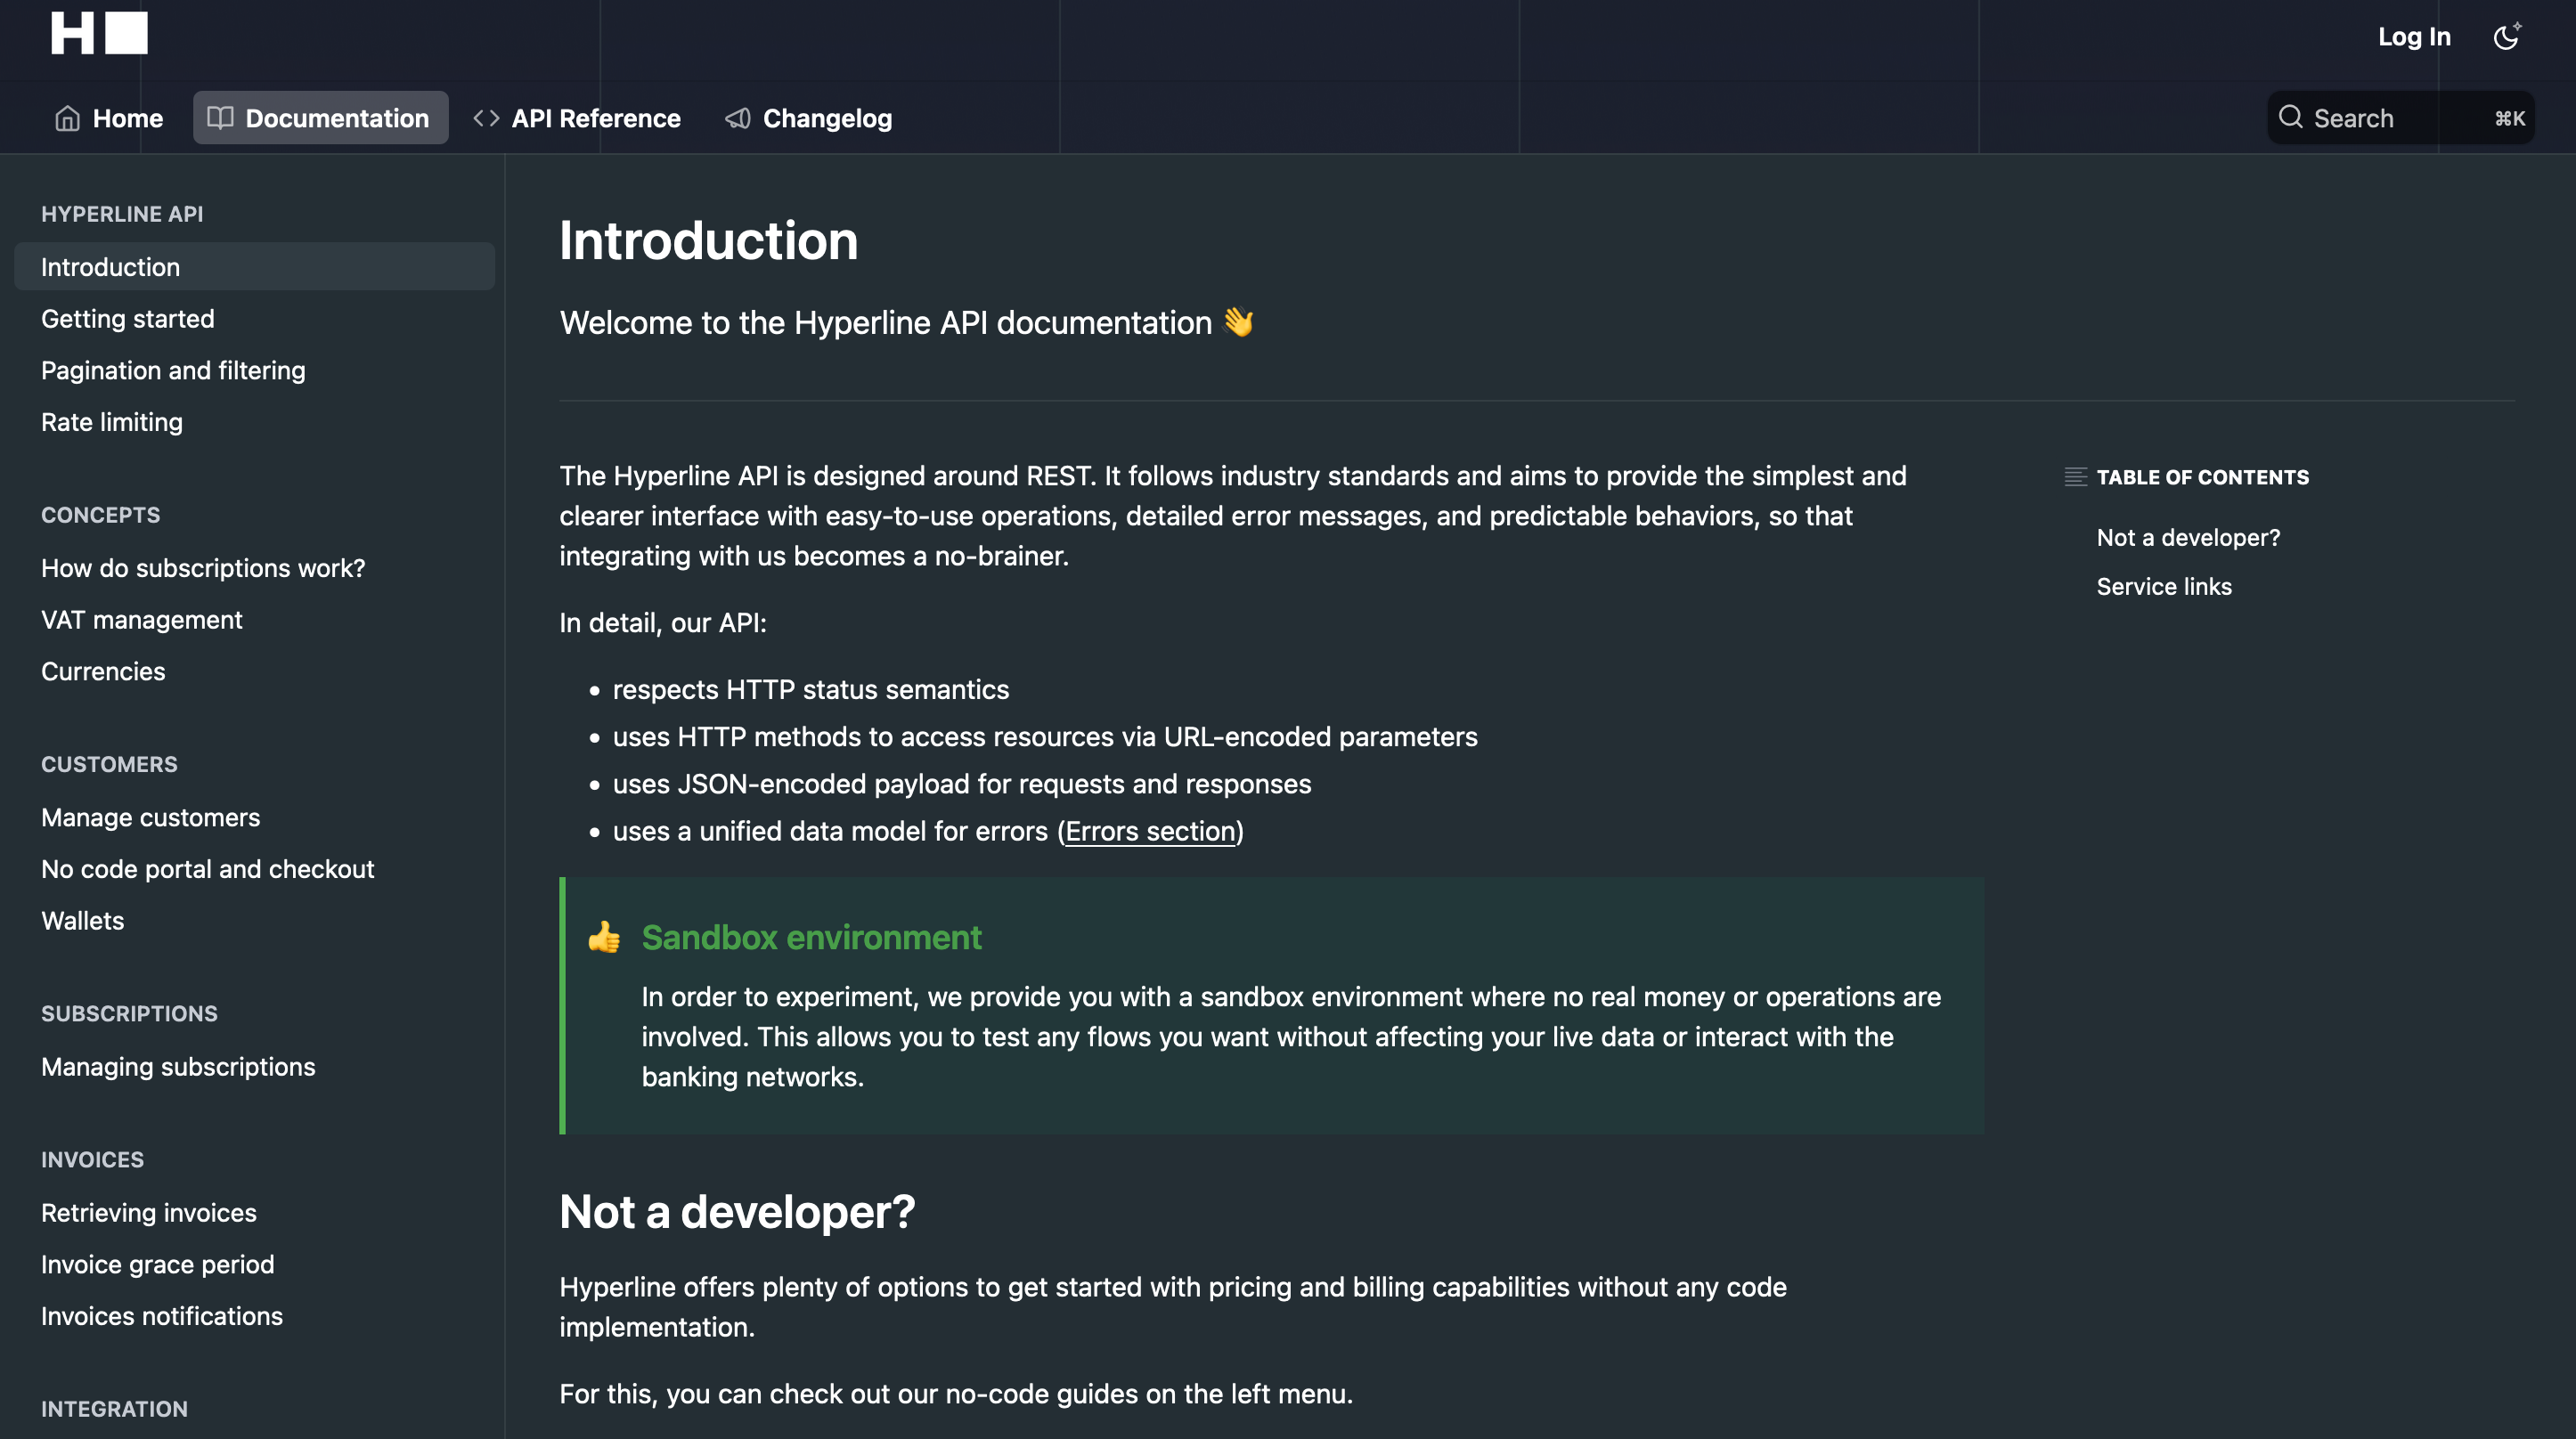 H
Log In
Home
Documentation
API Reference
Changelog
Search
⌘K
HYPERLINE API
Introduction
Getting started
Pagination and filtering
Rate limiting
CONCEPTS
How do subscriptions work?
VAT management
Currencies
CUSTOMERS
Manage customers
No code portal and checkout
Wallets
SUBSCRIPTIONS
Managing subscriptions
INVOICES
Retrieving invoices
Invoice grace period
Invoices notifications
INTEGRATION
Introduction
Welcome to the Hyperline API documentation 👋
The Hyperline API is designed around REST. It follows industry standards and aims to provide the simplest and
clearer interface with easy-to-use operations, detailed error messages, and predictable behaviors, so that
integrating with us becomes a no-brainer.
In detail, our API:
• respects HTTP status semantics
• uses HTTP methods to access resources via URL-encoded parameters
• uses JSON-encoded payload for requests and responses
• uses a unified data model for errors (Errors section)
👍 Sandbox environment
In order to experiment, we provide you with a sandbox environment where no real money or operations are
involved. This allows you to test any flows you want without affecting your live data or interact with the
banking networks.
Not a developer?
Hyperline offers plenty of options to get started with pricing and billing capabilities without any code
implementation.
For this, you can check out our no-code guides on the left menu.
TABLE OF CONTENTS
Not a developer?
Service links